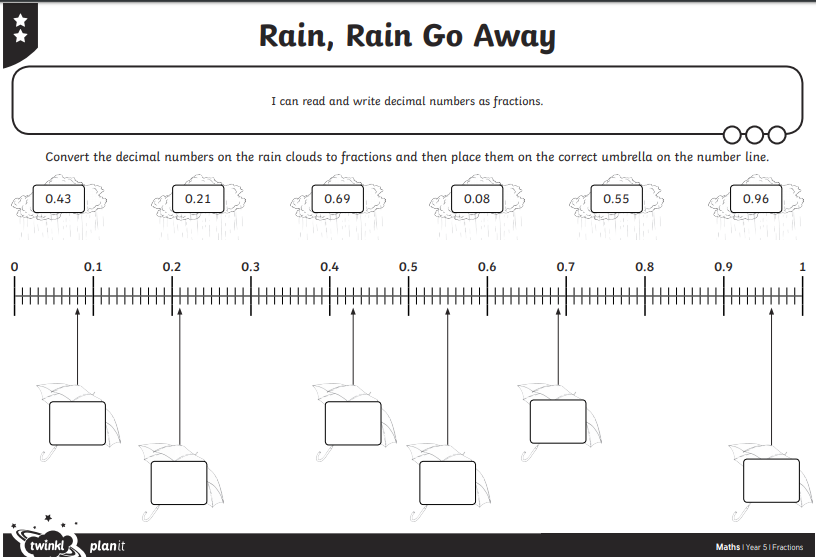 Rain, Rain Go Away
I can read and write decimal numbers as fractions.
Convert the decimal numbers on the rain clouds to fractions and then place them on the correct umbrella on the number line.
0.43 0.21 0.69 0.08 0.55 0.96
0 0.1 0.2 0.3 0.4 0.5 0.6 0.7 0.8 0.9 1
twinkl planit Maths | Year 5 | Fractions